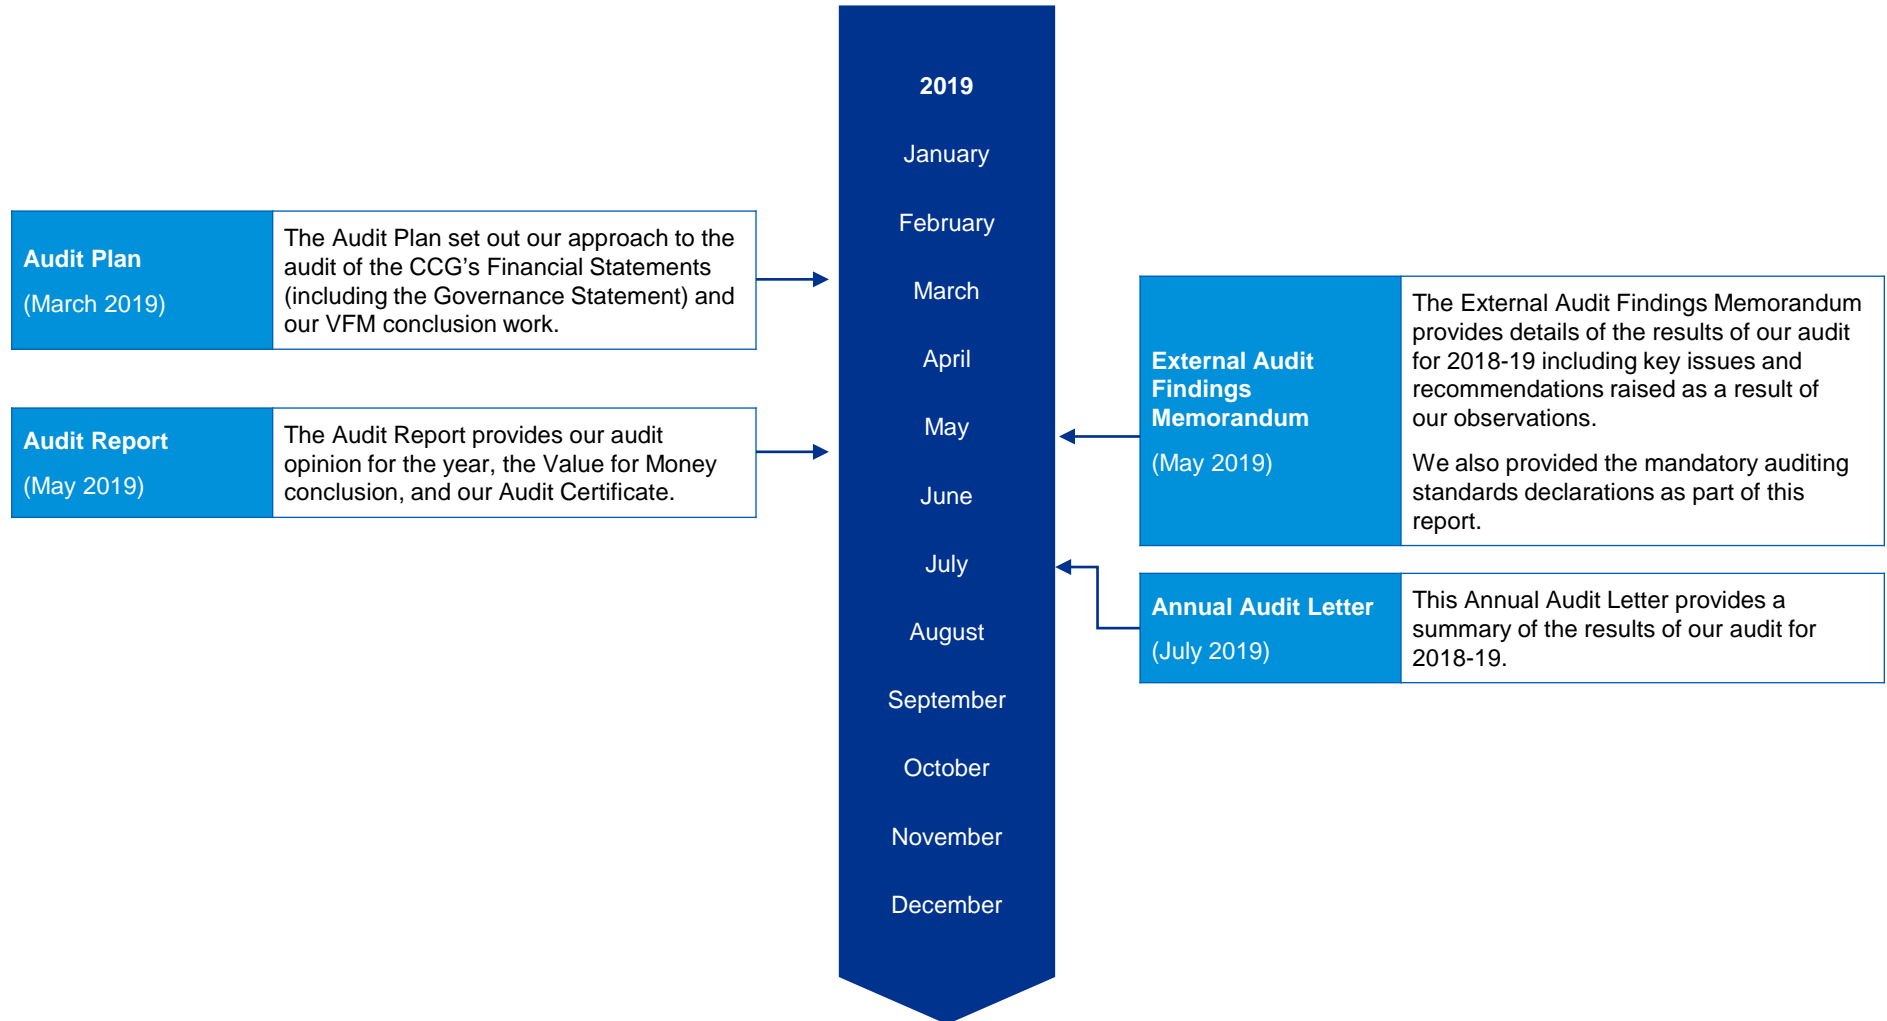 2019
January
February
March
April
May
June
July
August
September
October
November
December
Audit Plan
(March 2019)
The Audit Plan set out our approach to the
audit of the CCG’s Financial Statements
(including the Governance Statement) and
our VFM conclusion work.
Audit Report
(May 2019)
The Audit Report provides our audit
opinion for the year, the Value for Money
conclusion, and our Audit Certificate.
External Audit
Findings
Memorandum
(May 2019)
The External Audit Findings Memorandum
provides details of the results of our audit
for 2018-19 including key issues and
recommendations raised as a result of
our observations.
We also provided the mandatory auditing
standards declarations as part of this
report.
Annual Audit Letter
(July 2019)
This Annual Audit Letter provides a
summary of the results of our audit for
2018-19.